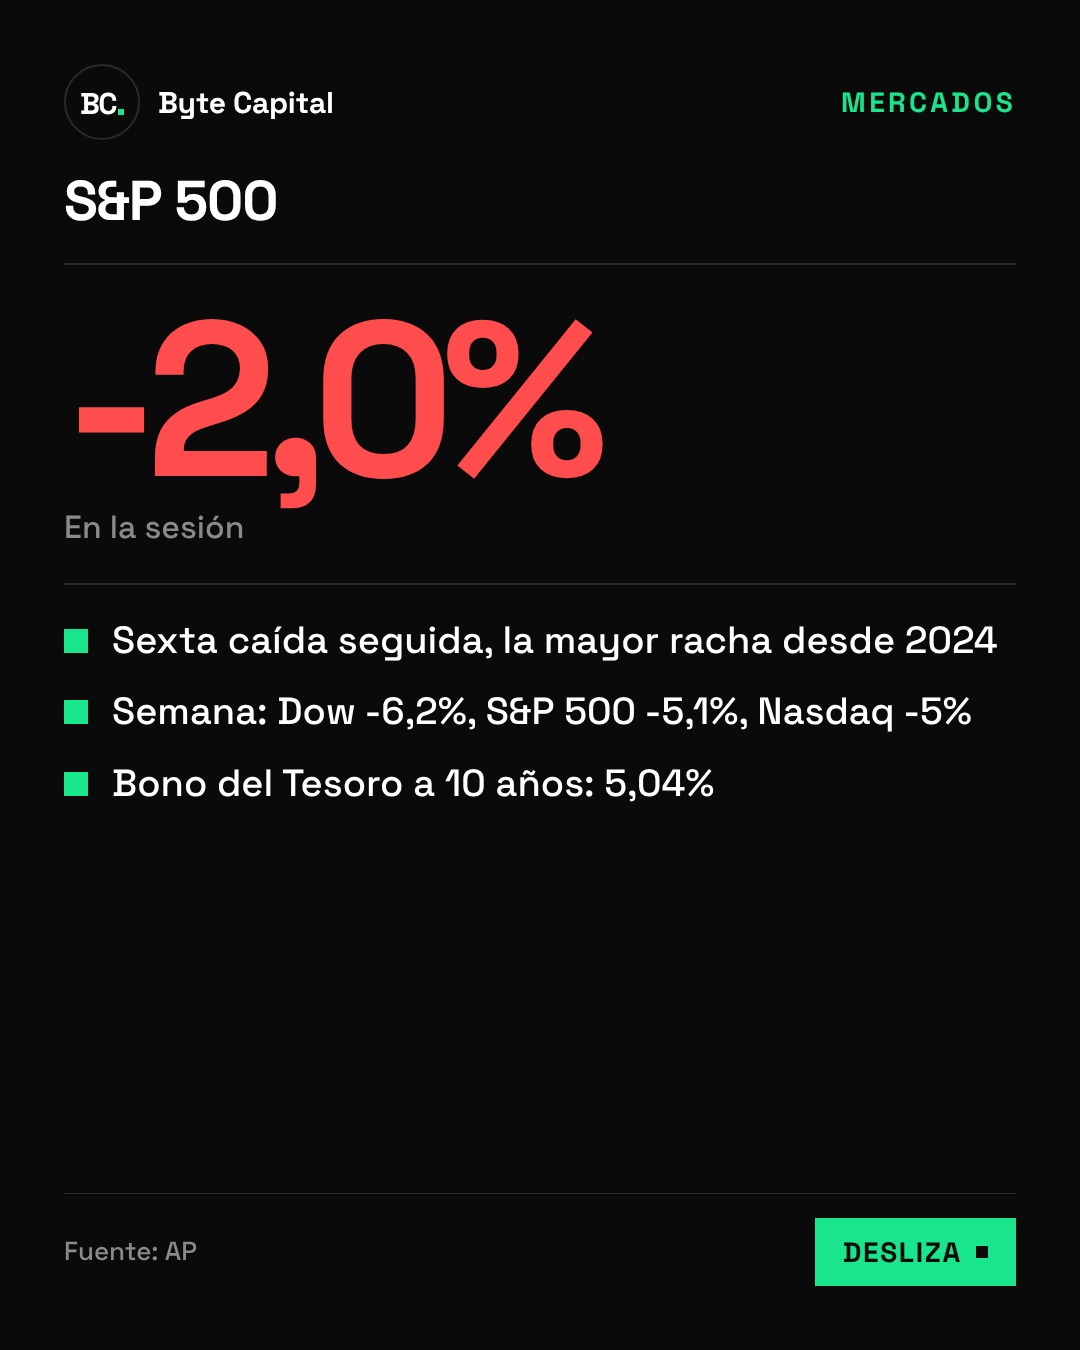 BC.
Byte Capital
MERCADOS
S&P 500
-2,0%
En la sesión
Sexta caída seguida, la mayor racha desde 2024
Semana: Dow -6,2%, S&P 500 -5,1%, Nasdaq -5%
Bono del Tesoro a 10 años: 5,04%
Fuente: AP
DESLIZA